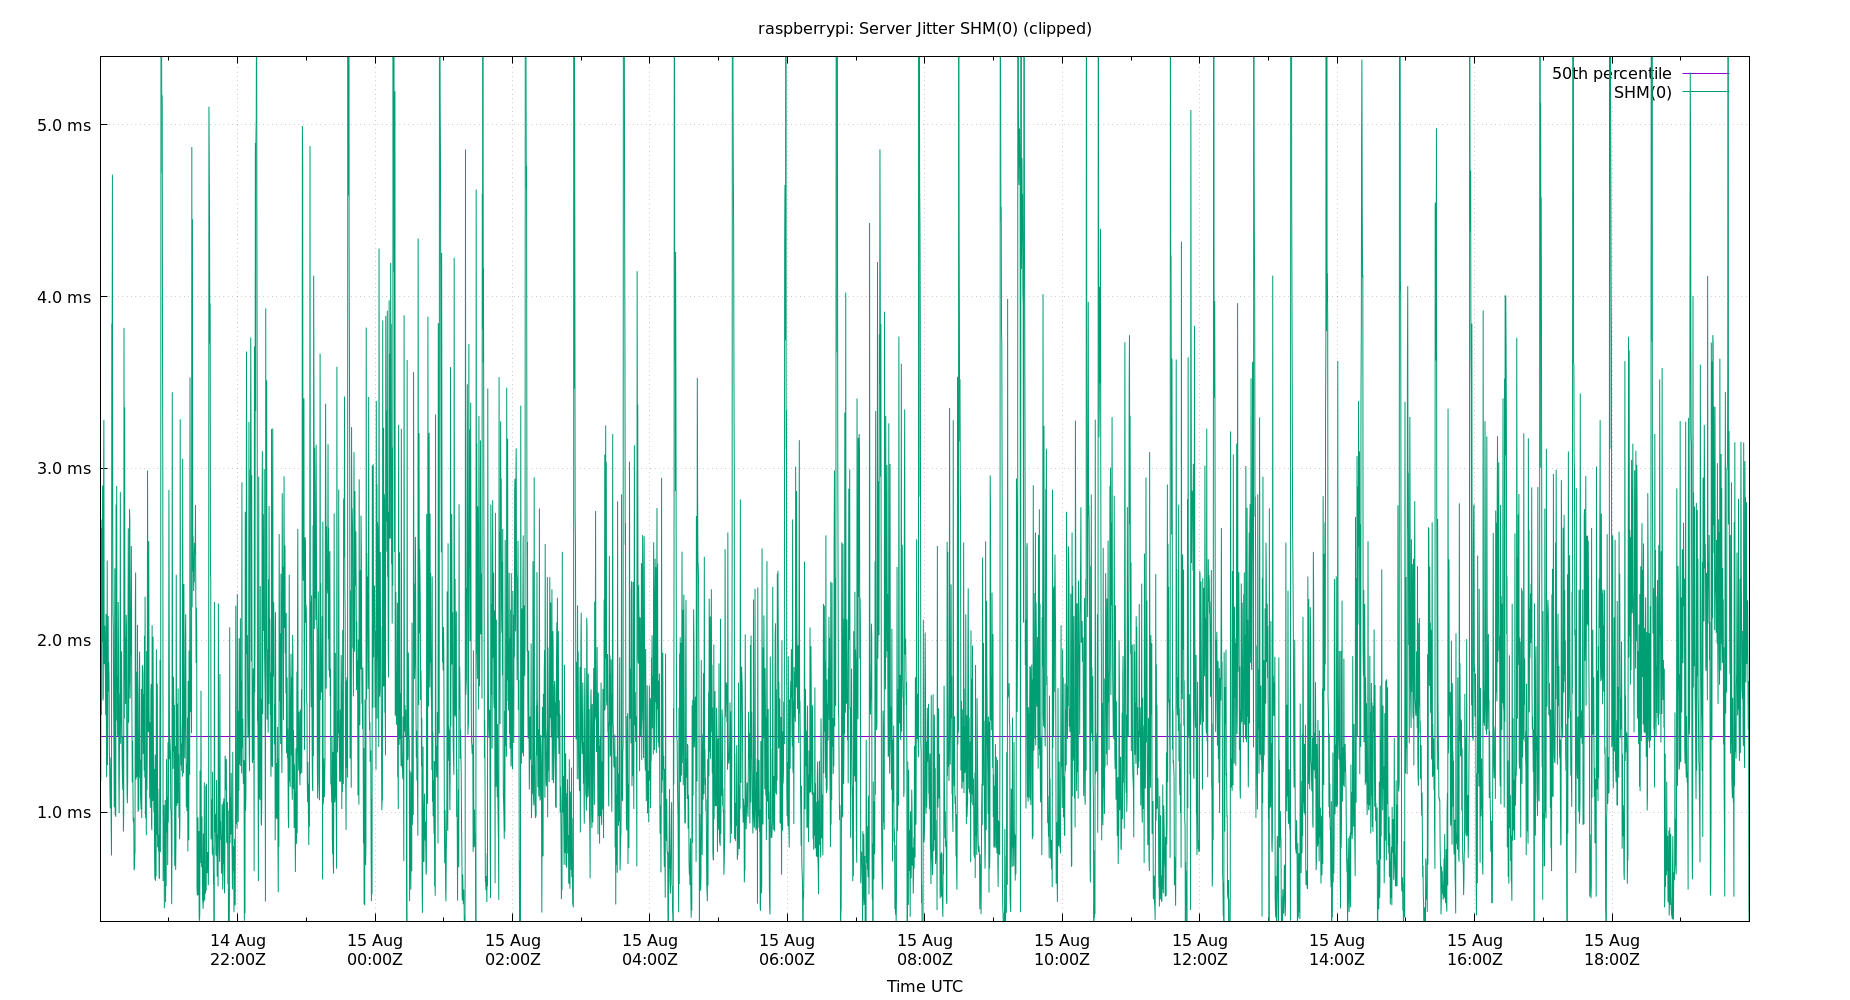 raspberrypi: Server Jitter SHM(0) (clipped)
50th percentile
SHM(0)
5.0 ms
4.0 ms
3.0 ms
2.0 ms
1.0 ms
14 Aug 15 Aug 15 Aug 15 Aug 15 Aug 15 Aug 15 Aug 15 Aug 15 Aug 15 Aug 15 Aug
22:00Z 00:00Z 02:00Z 04:00Z 06:00Z 08:00Z 10:00Z 12:00Z 14:00Z 16:00Z 18:00Z
Time UTC